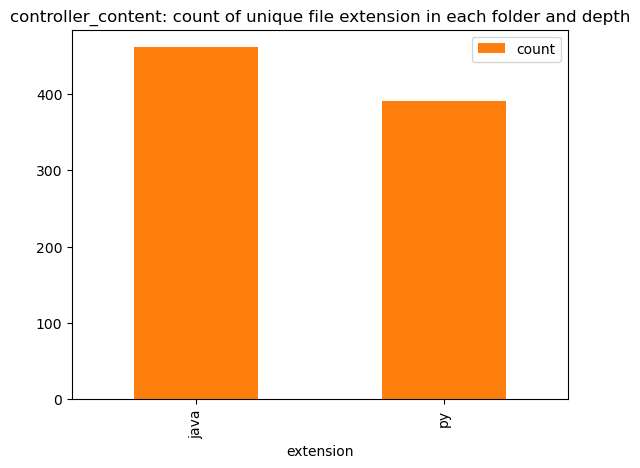 controller_content: count of unique file extension in each folder and depth
count
400
300
200
100
0
java
py
extension